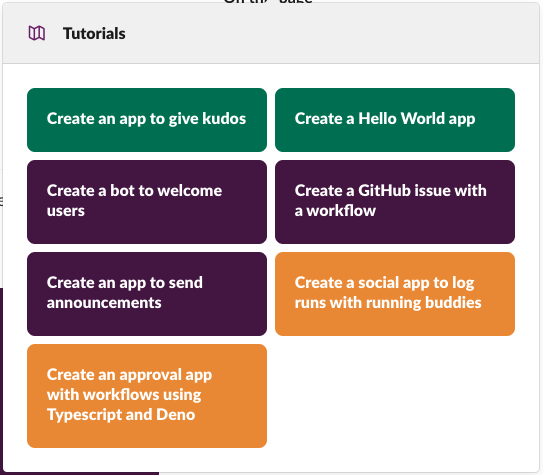 On this page
Tutorials
Create an app to give kudos
Create a Hello World app
Create a bot to welcome
users
Create a GitHub issue with
a workflow
Create an app to send
announcements
Create a social app to log
runs with running buddies
Create an approval app
with workflows using
Typescript and Deno